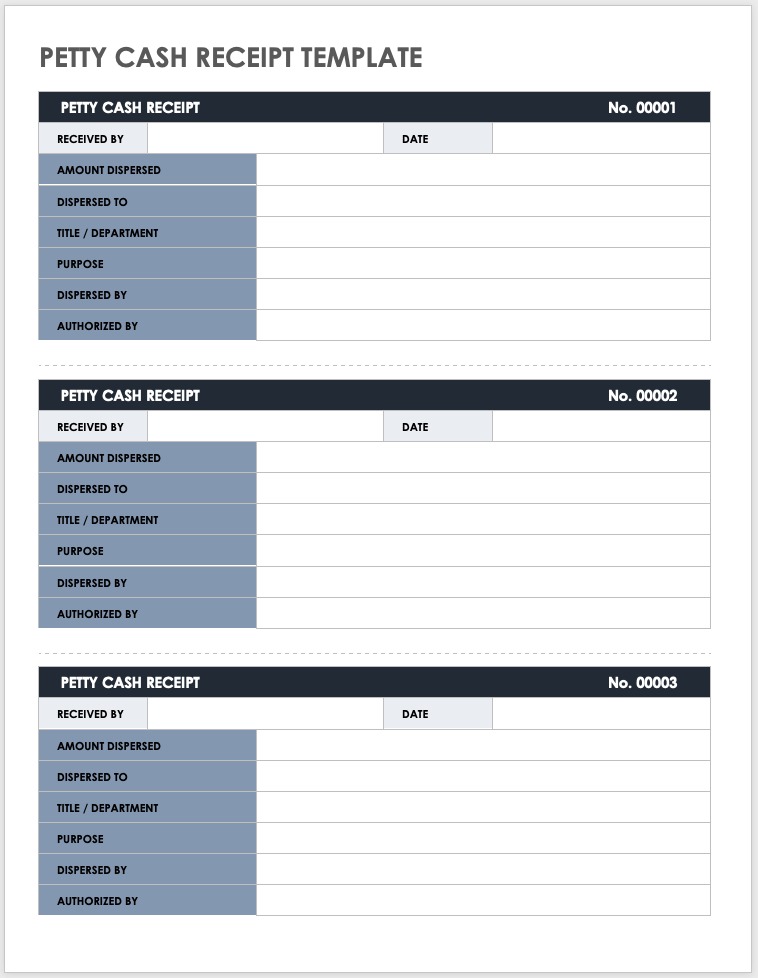 PETTY CASH RECEIPT TEMPLATE
PETTY CASH RECEIPT No. 00001
RECEIVED BY DATE
AMOUNT DISPERSED
DISPERSED TO
TITLE / DEPARTMENT
PURPOSE
DISPERSED BY
AUTHORIZED BY
PETTY CASH RECEIPT No. 00002
RECEIVED BY DATE
AMOUNT DISPERSED
DISPERSED TO
TITLE / DEPARTMENT
PURPOSE
DISPERSED BY
AUTHORIZED BY
PETTY CASH RECEIPT No. 00003
RECEIVED BY DATE
AMOUNT DISPERSED
DISPERSED TO
TITLE / DEPARTMENT
PURPOSE
DISPERSED BY
AUTHORIZED BY